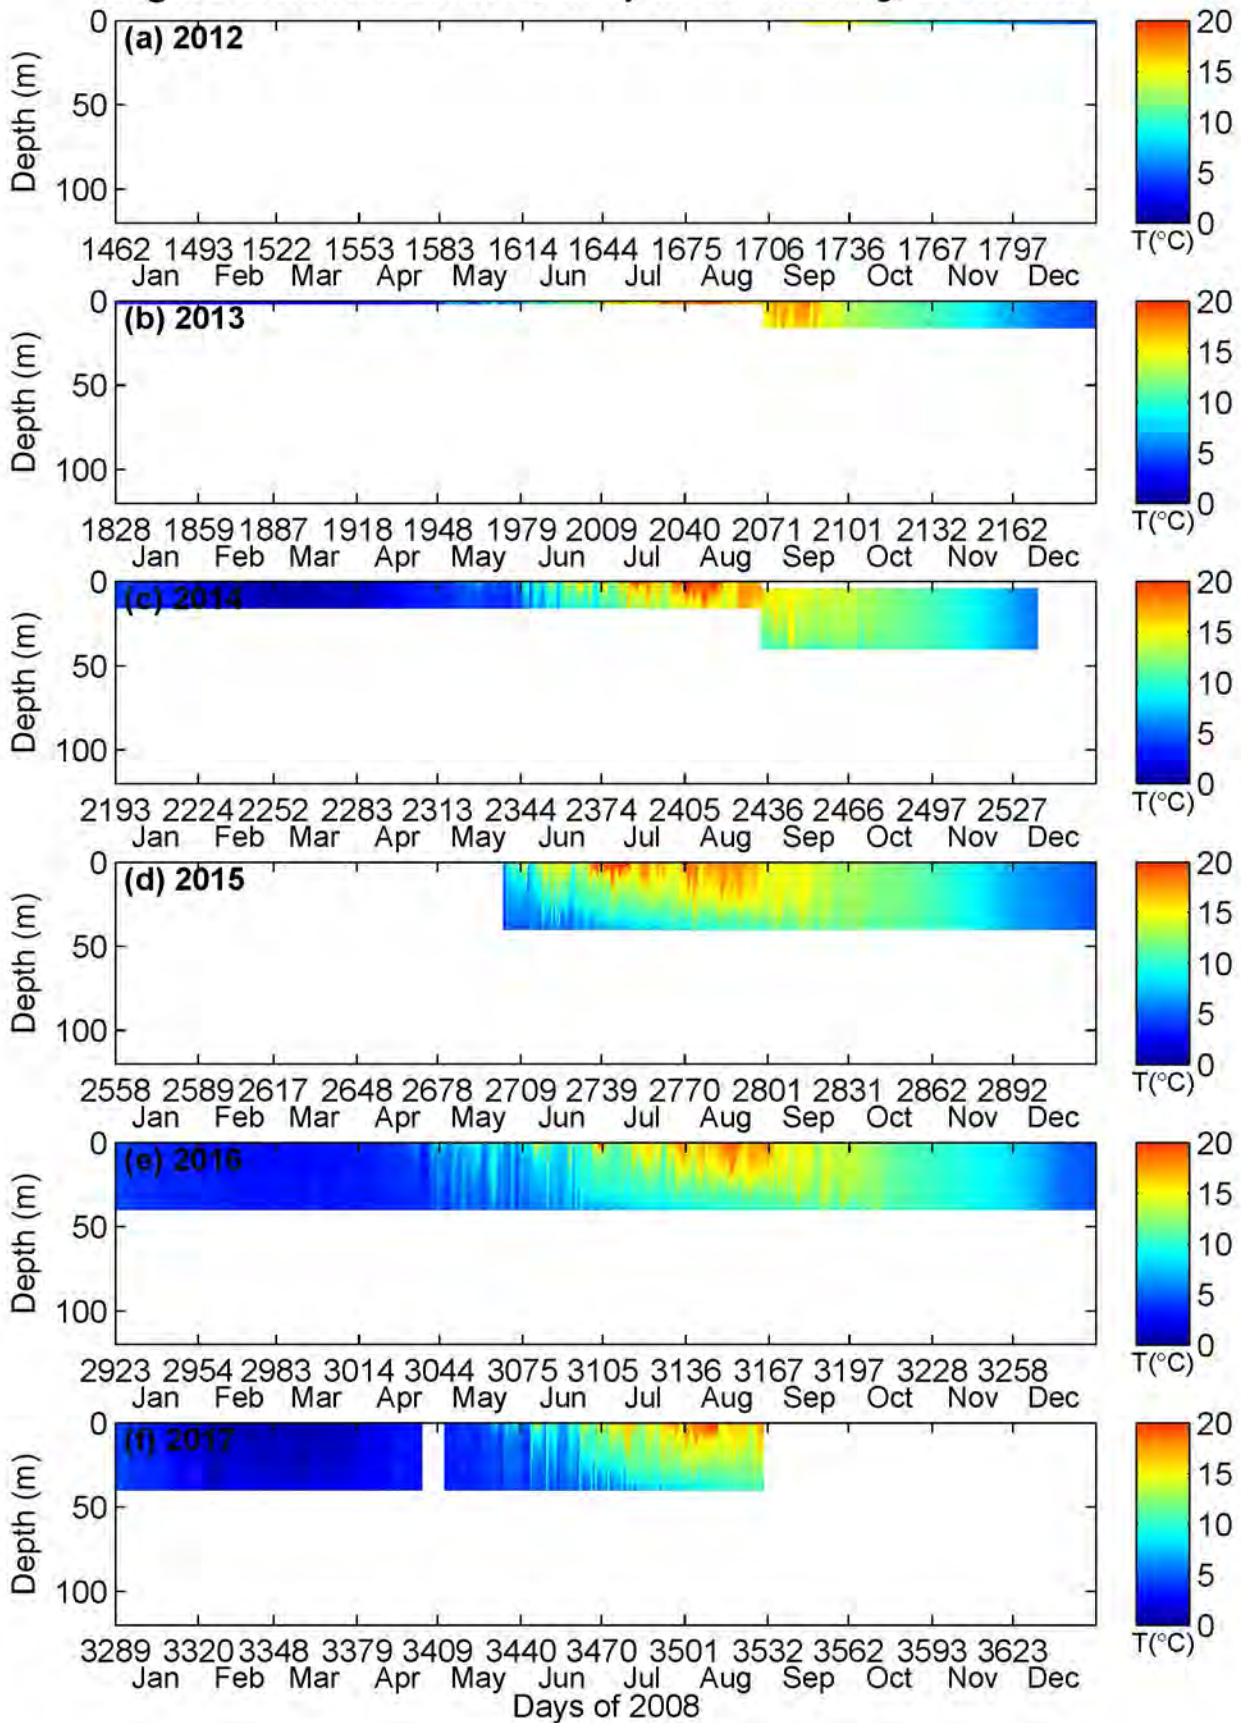 0
(a) 2012
50
100
Depth (m)
20
15
10
5
0
T(°C)
1462 1493 1522 1553 1583 1614 1644 1675 1706 1736 1767 1797
Jan Feb Mar Apr May Jun Jul Aug Sep Oct Nov Dec
0
(b) 2013
50
100
Depth (m)
20
15
10
5
0
T(°C)
1828 1859 1887 1918 1948 1979 2009 2040 2071 2101 2132 2162
Jan Feb Mar Apr May Jun Jul Aug Sep Oct Nov Dec
0
(c) 2014
50
100
Depth (m)
20
15
10
5
0
T(°C)
2193 2224 2252 2283 2313 2344 2374 2405 2436 2466 2497 2527
Jan Feb Mar Apr May Jun Jul Aug Sep Oct Nov Dec
0
(d) 2015
50
100
Depth (m)
20
15
10
5
0
T(°C)
2558 2589 2617 2648 2678 2709 2739 2770 2801 2831 2862 2892
Jan Feb Mar Apr May Jun Jul Aug Sep Oct Nov Dec
0
(e) 2016
50
100
Depth (m)
20
15
10
5
0
T(°C)
2923 2954 2983 3014 3044 3075 3105 3136 3167 3197 3228 3258
Jan Feb Mar Apr May Jun Jul Aug Sep Oct Nov Dec
0
(f) 2017
50
100
Depth (m)
20
15
10
5
0
T(°C)
3289 3320 3348 3379 3409 3440 3470 3501 3532 3562 3593 3623
Jan Feb Mar Apr May Jun Jul Aug Sep Oct Nov Dec
Days of 2008